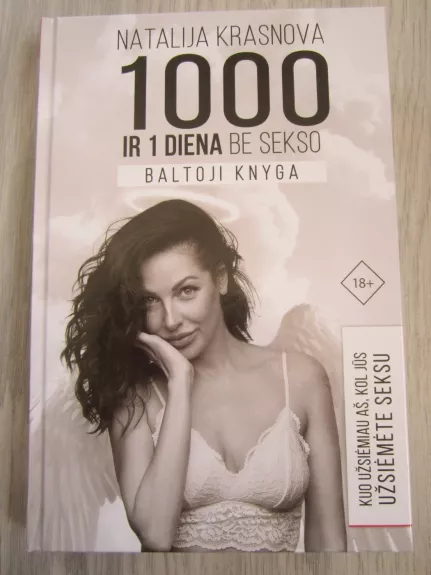 NATALIJA KRASNOVA
1000
IR 1 DIENA BE SEKSO
BALTOJI KNYGA
18+
KUO UŽSIĖMIAU AŠ, KOL JŪS
UŽSIĖMĖTE SEKSU